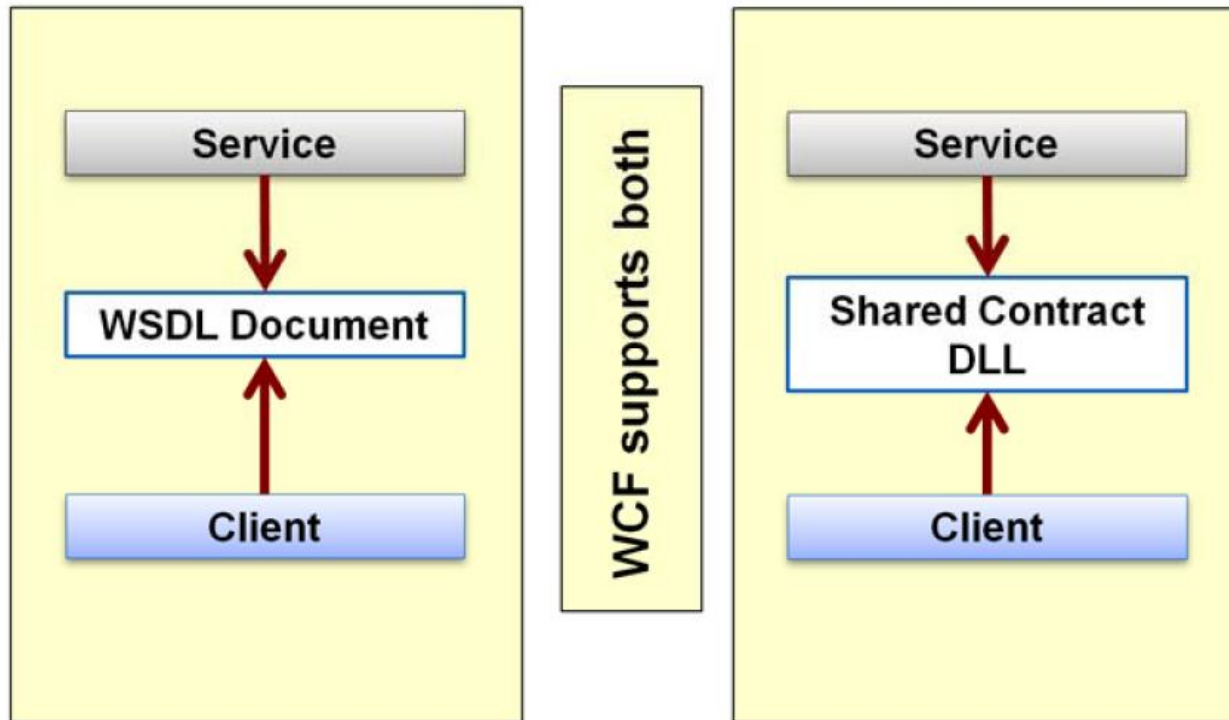 Service
WSDL Document
Client
WCF supports both
Service
Shared Contract
DLL
Client